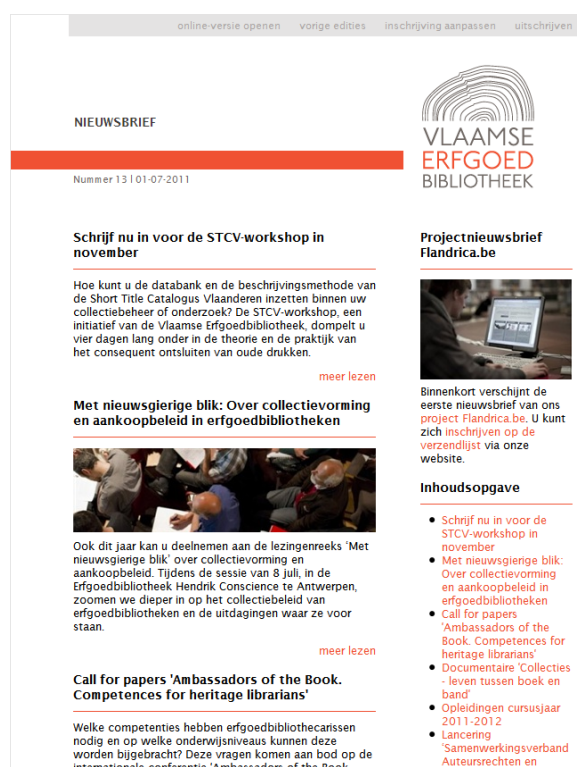 online-versie openen vorige edities inschrijving aanpassen uitschrijven
NIEUWSBRIEF
VLAAMSE
ERFGOED
BIBLIOTHEEK
Nummer 13 | 01-07-2011
Schrijf nu in voor de STCV-workshop in
november
Hoe kunt u de databank en de beschrijvingsmethode van
de Short Title Catalogus Vlaanderen inzetten binnen uw
collectiebeheer of onderzoek? De STCV-workshop, een
initiatief van de Vlaamse Erfgoedbibliotheek, dompelt u
vier dagen lang onder in de theorie en de praktijk van
het consequent ontsluiten van oude drukken.
meer lezen
Met nieuwsgierige blik: Over collectievorming
en aankoopbeleid in erfgoedbibliotheken
Ook dit jaar kan u deelnemen aan de lezingenreeks ‘Met
nieuwsgierige blik’ over collectievorming en
aankoopbeleid. Tijdens de sessie van 8 juli, in de
Erfgoedbibliotheek Hendrik Conscience te Antwerpen,
zoomen we dieper in op het collectiebeleid van
erfgoedbibliotheken en de uitdagingen waar ze voor
staan.
meer lezen
Call for papers 'Ambassadors of the Book.
Competences for heritage librarians'
Welke competenties hebben erfgoedbibliothecarissen
nodig en op welke onderwijsniveaus kunnen deze
worden bijgebracht? Deze vragen komen aan bod op de
internationale conferentie 'Ambassadors of the Book.
Projectnieuwsbrief
Flandrica.be
Binnenkort verschijnt de
eerste nieuwsbrief van ons
project Flandrica.be. U kunt
zich inschrijven op de
verzendlijst via onze
website.
Inhoudsopgave
Schrijf nu in voor de
STCV-workshop in
november
Met nieuwsgierige blik:
Over collectievorming
en aankoopbeleid in
erfgoedbibliotheken
Call for papers
'Ambassadors of the
Book. Competences for
heritage librarians'
Documentaire 'Collecties
- leven tussen boek en
band'
Opleidingen cursusjaar
2011-2012
Lancering
'Samenwerkingsverband
Auteursrechten en